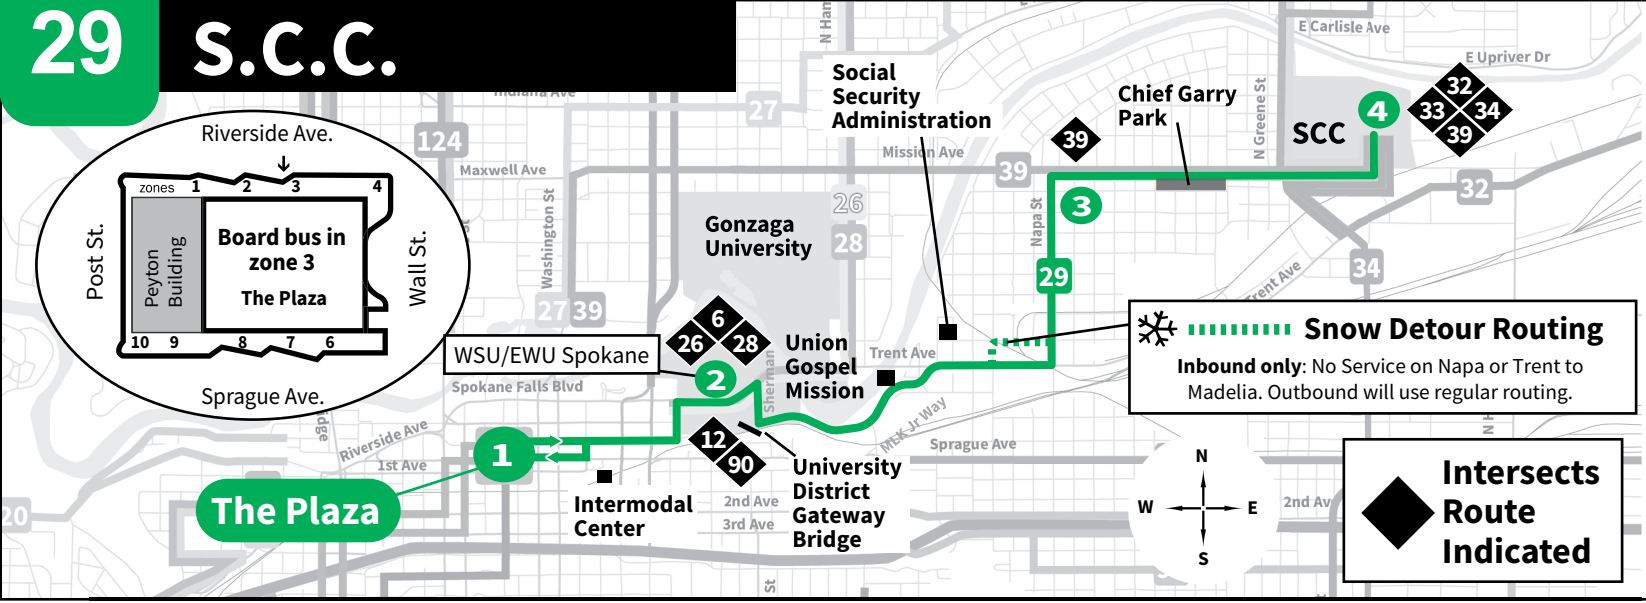 29
S.C.C.
N Ham
E Carlisle Ave
E Upriver Dr
Indiana Ave
27
124
Social
Security
Administration
Chief Garry
Park
N Greene St
SCC
4
32
33
34
39
39
Mission Ave
Maxwell Ave
39
32
3
Riverside Ave.
zones
1
2
3
4
Post St.
Peyton
Building
Board bus in
zone 3
The Plaza
Wall St.
10
9
8
7
6
Sprague Ave.
Washington St
26
28
Gonzaga
University
Napa St
29
34
Trent Ave
27
39
6
26
28
WSU/EWU Spokane
2
Union
Gospel
Mission
Trent Ave
Snow Detour Routing
Inbound only: No Service on Napa or Trent to
Madelia. Outbound will use regular routing.
Spokane Falls Blvd
Sherman
MLK Jr Way
Riverside Ave
1st Ave
1
12
90
Sprague Ave
The Plaza
20
Intermodal
Center
2nd Ave
3rd Ave
University
District
Gateway
Bridge
N
W
E
S
2nd Av
Intersects
Route
Indicated
St